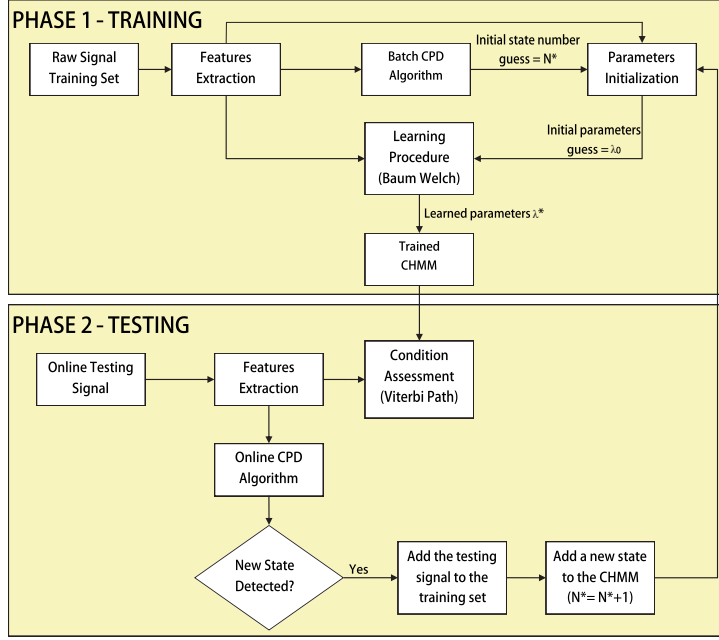 PHASE 1 - TRAINING
Raw Signal
Training Set
Features
Extraction
Batch CPD
Algorithm
Initial state number
guess = N*
Parameters
Initialization
Learning
Procedure
(Baum Welch)
Initial parameters
guess = λ0
Learned parameters λ*
Trained
CHMM
PHASE 2 - TESTING
Online Testing
Signal
Features
Extraction
Condition
Assessment
(Viterbi Path)
Online CPD
Algorithm
New State
Detected?
Yes
Add the testing
signal to the
training set
Add a new state
to the CHMM
(N*= N*+1)